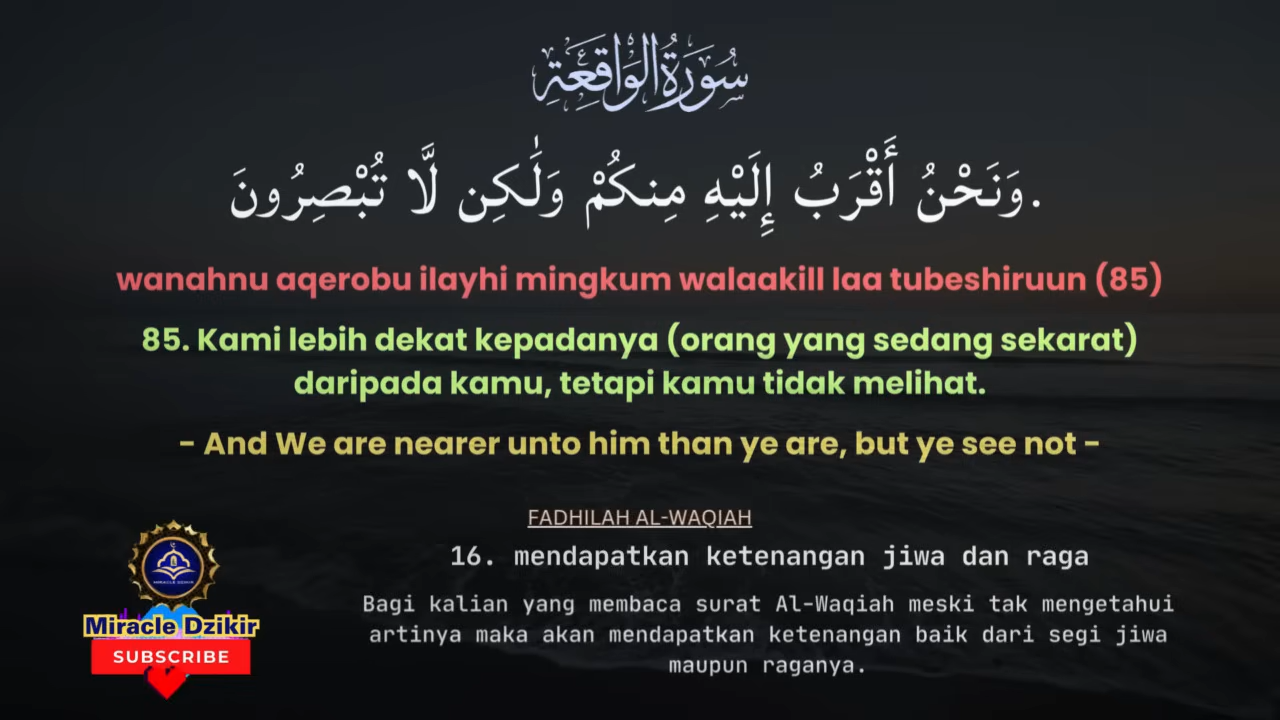 سُورَةُ الْوَاقِعَةِ
وَنَحْنُ أَقْرَبُ إِلَيْهِ مِنكُمْ وَلَٰكِن لَّا تُبْصِرُونَ.
wanahnu aqerobu ilayhi mingkum walaakill laa tubeshiruun (85)
85. Kami lebih dekat kepadanya (orang yang sedang sekarat)
daripada kamu, tetapi kamu tidak melihat.
- And We are nearer unto him than ye are, but ye see not -
FADHILAH AL-WAQIAH
16. mendapatkan ketenangan jiwa dan raga
Bagi kalian yang membaca surat Al-Waqiah meski tak mengetahui
artinya maka akan mendapatkan ketenangan baik dari segi jiwa
maupun raganya.
MIRACLE DZIKIR
Miracle Dzikir
SUBSCRIBE